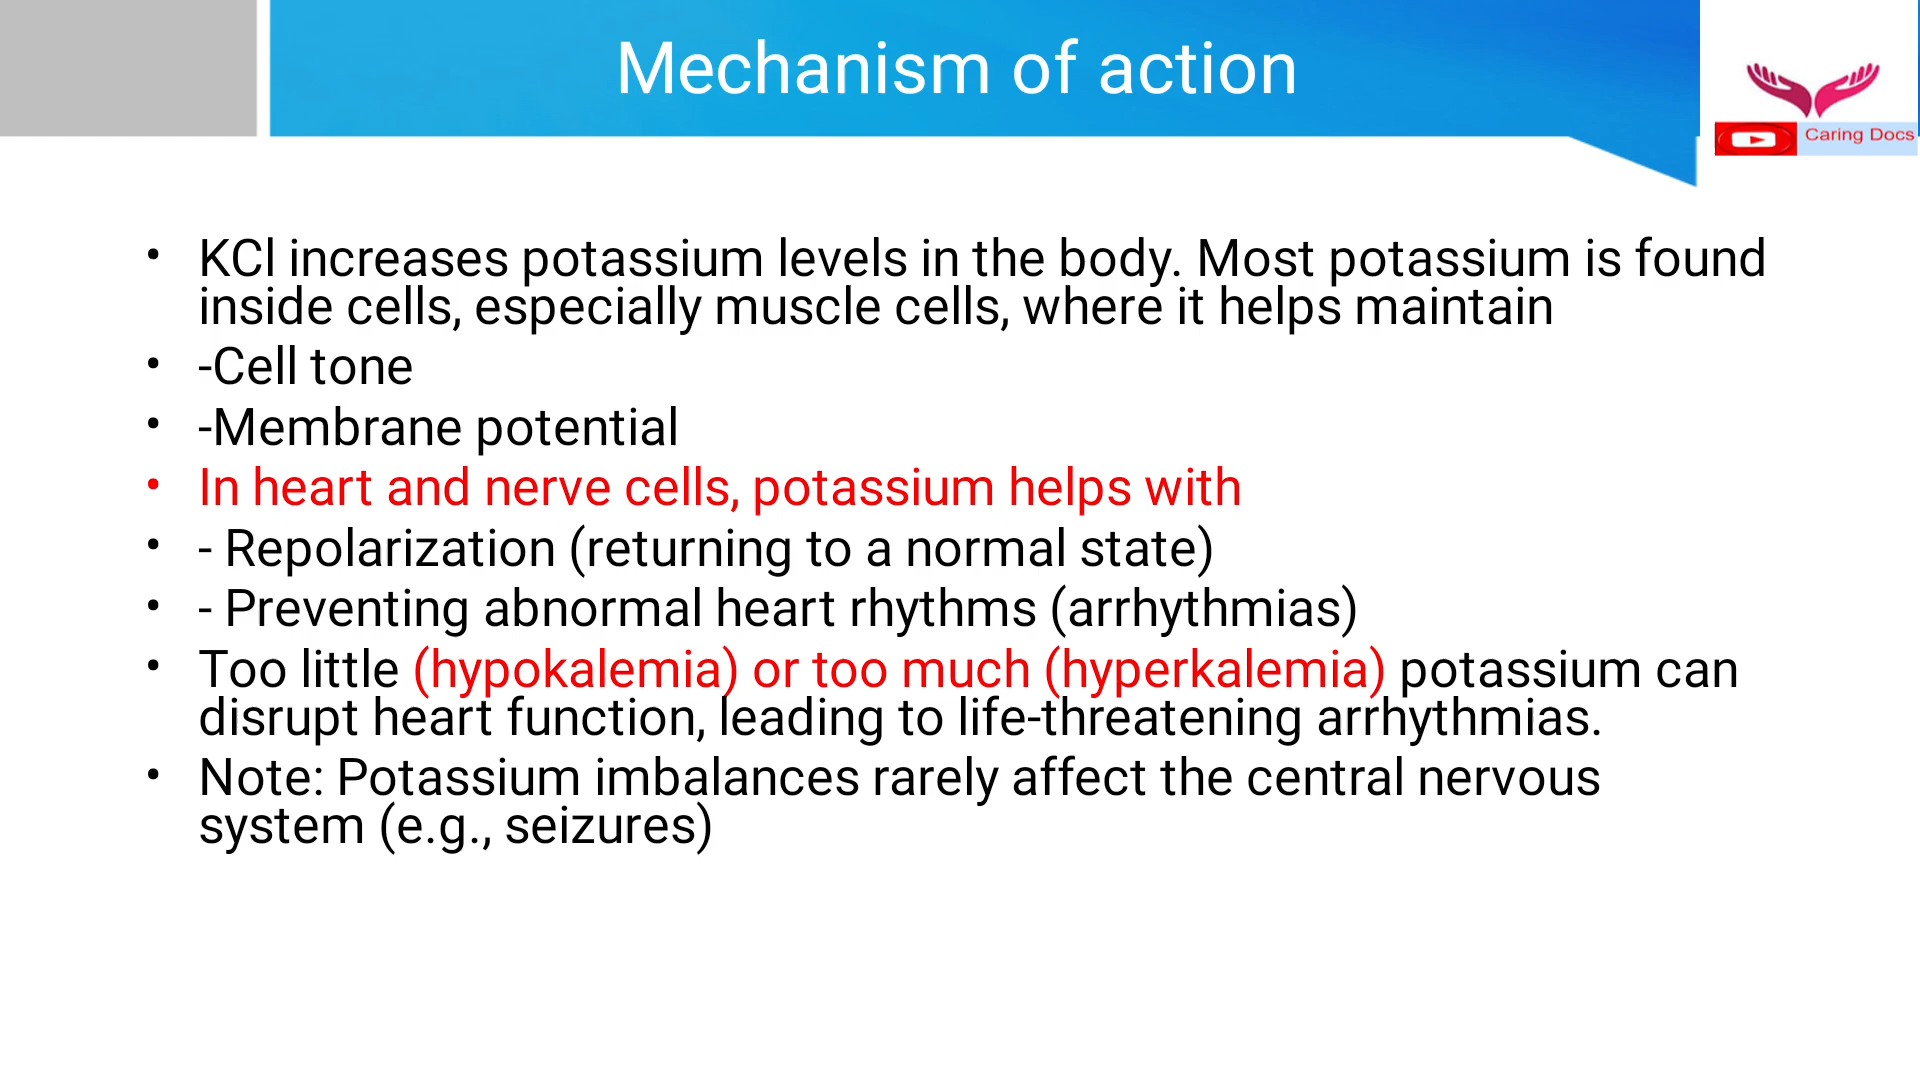 Mechanism of action
Caring Docs
• KCl increases potassium levels in the body. Most potassium is found
inside cells, especially muscle cells, where it helps maintain
• -Cell tone
• -Membrane potential
• In heart and nerve cells, potassium helps with
• - Repolarization (returning to a normal state)
• - Preventing abnormal heart rhythms (arrhythmias)
• Too little (hypokalemia) or too much (hyperkalemia) potassium can
disrupt heart function, leading to life-threatening arrhythmias.
• Note: Potassium imbalances rarely affect the central nervous
system (e.g., seizures)